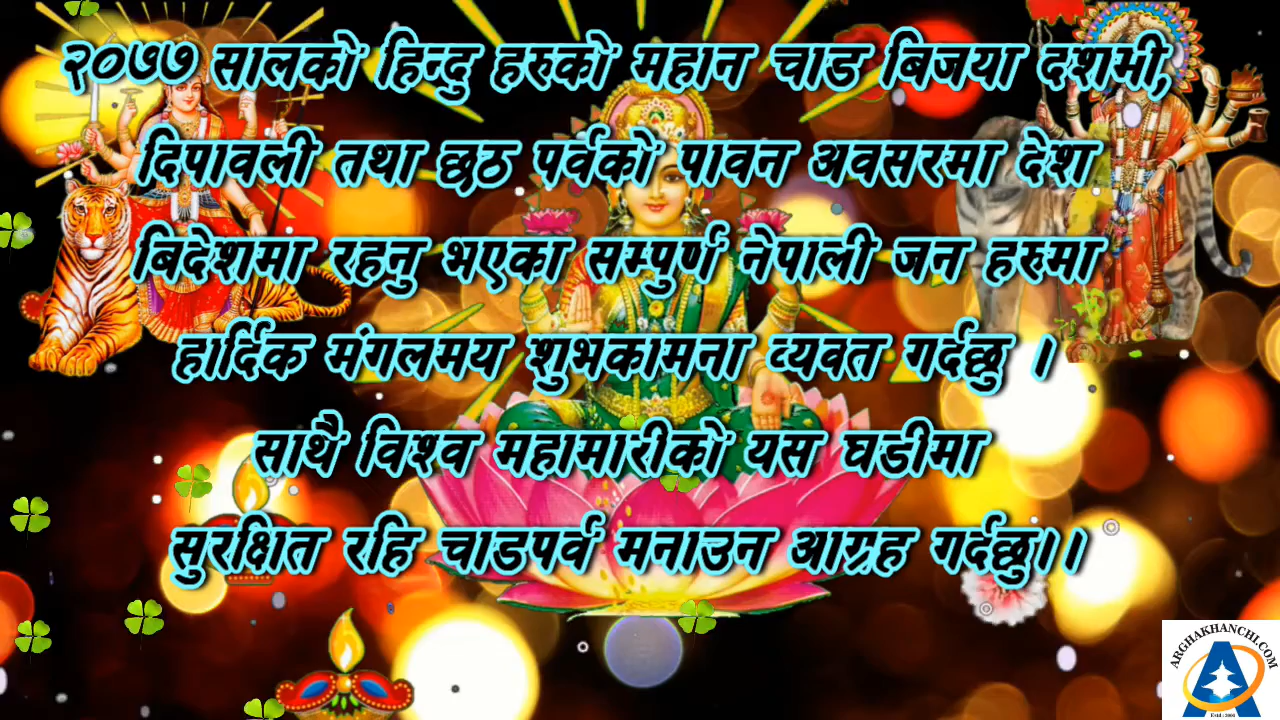 २०७७ सालको हिन्दु हरुको महान चाड बिजया दशमी,
दिपावली तथा छठ पर्वको पावन अवसरमा देश
बिदेशमा रहनु भएका सम्पुर्ण नेपाली जन हरुमा
हार्दिक मंगलमय शुभकामना व्यवत गर्दछु ।
साथै विश्व महामारीको यस घडीमा
सुरक्षित रहि चाडपर्व मनाउन आग्रह गर्दछु।।
ARGHAKHANCHI.COM